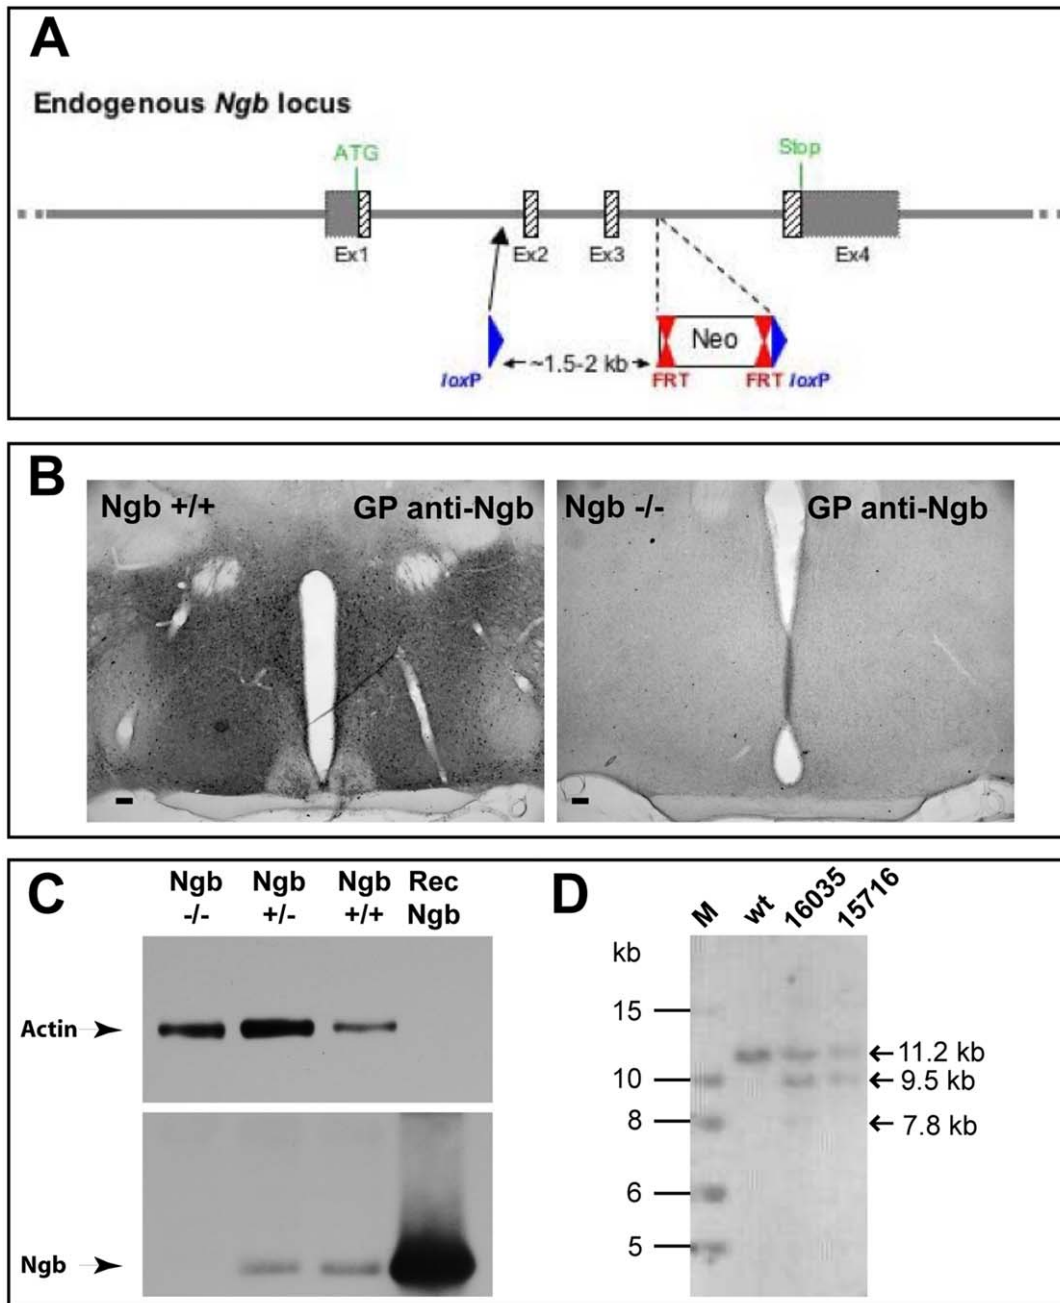 A
Endogenous Ngb locus
ATG
Stop
Ex1
Ex2
Ex3
Ex4
Neo
loxP
~1.5-2 kb
FRT
FRT
loxP
B
Ngb +/+
GP anti-Ngb
Ngb -/-
GP anti-Ngb
C
Ngb Ngb Ngb Rec
-/- +/- +/+ Ngb
Actin
Ngb
D
M wt 16035 15716
kb
15
10
8
6
5
11.2 kb
9.5 kb
7.8 kb